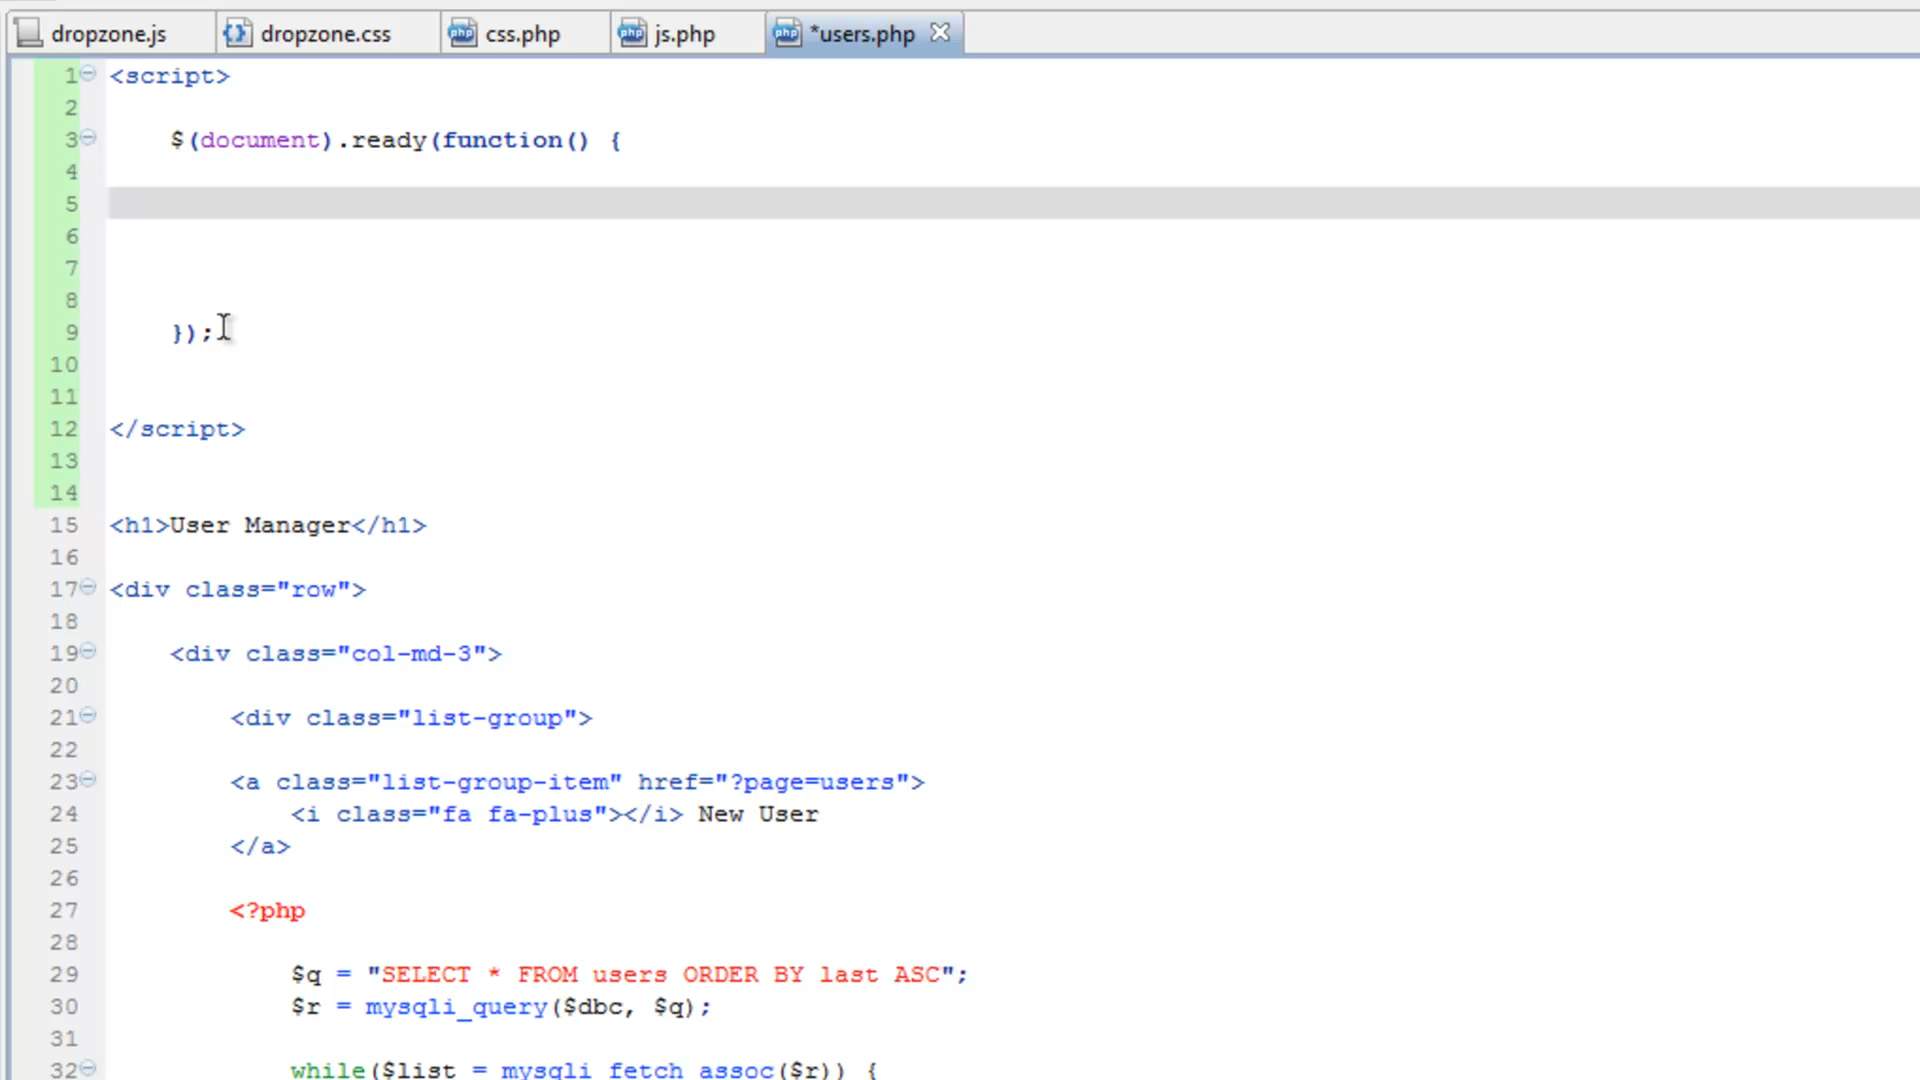 dropzone.js dropzone.css css.php js.php *users.php
1 <script>
2
3 $(document).ready(function() {
4
5
6
7
8
9 });
10
11
12 </script>
13
14
15 <h1>User Manager</h1>
16
17 <div class="row">
18
19 <div class="col-md-3">
20
21 <div class="list-group">
22
23 <a class="list-group-item" href="?page=users">
24 <i class="fa fa-plus"></i> New User
25 </a>
26
27 <?php
28
29 $q = "SELECT * FROM users ORDER BY last ASC";
30 $r = mysqli_query($dbc, $q);
31
32 while($list = mysqli_fetch_assoc($r)) {